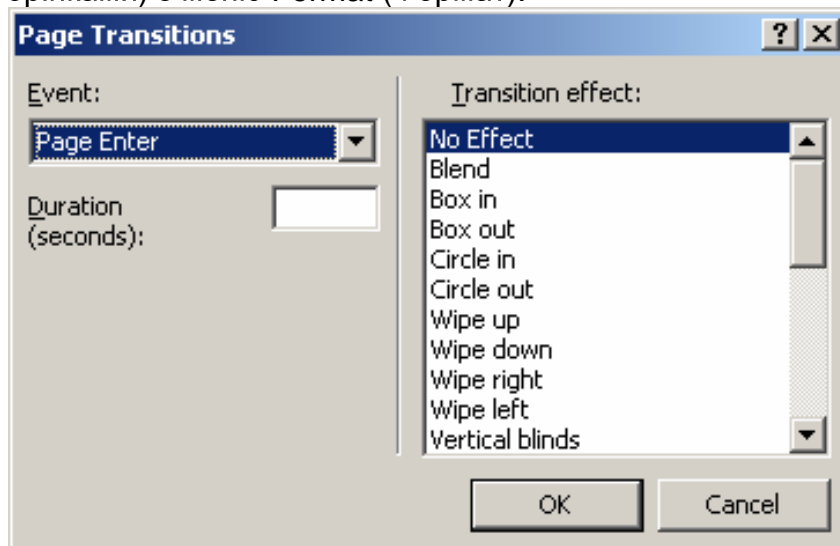 Page Transitions
Event:
Page Enter
Duration
(seconds):
Transition effect:
No Effect
Blend
Box in
Box out
Circle in
Circle out
Wipe up
Wipe down
Wipe right
Wipe left
Vertical blinds
OK
Cancel